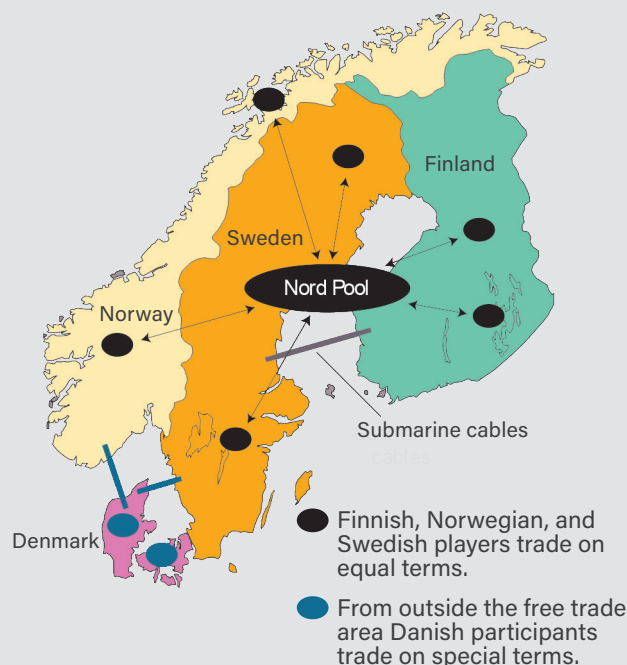 Finland
Sweden
Nord Pool
Norway
Submarine cables
cables
Denmark
Finnish, Norwegian, and
Swedish players trade on
equal terms.
From outside the free trade
area Danish participants
trade on special terms.